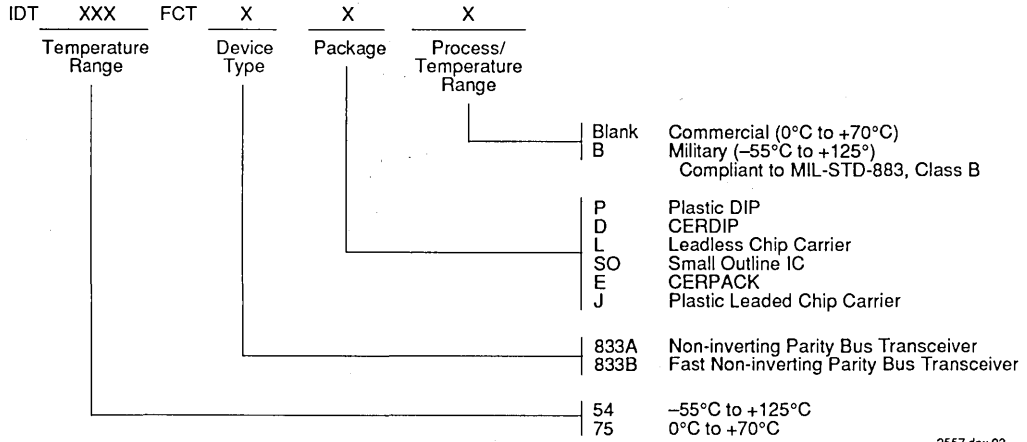 IDT XXX FCT X X X
Temperature Range
Device Type
Package
Process/ Temperature Range
Blank Commercial (0°C to +70°C)
B Military (–55°C to +125°)
Compliant to MIL-STD-883, Class B
P Plastic DIP
D CERDIP
L Leadless Chip Carrier
SO Small Outline IC
E CERPACK
J Plastic Leaded Chip Carrier
833A Non-inverting Parity Bus Transceiver
833B Fast Non-inverting Parity Bus Transceiver
54 –55°C to +125°C
75 0°C to +70°C